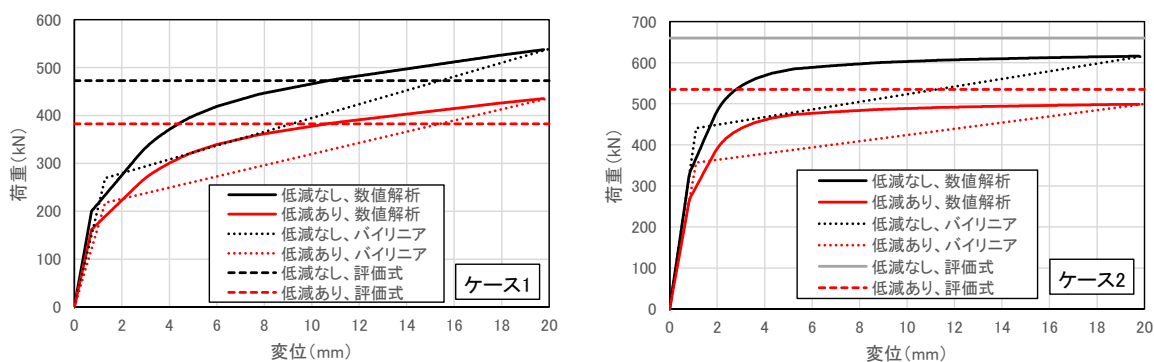 600
500
400
300
200
100
0
荷重(kN)
0 2 4 6 8 10 12 14 16 18 20
変位(mm)
低減なし、数値解析
低減あり、数値解析
低減なし、バイリニア
低減あり、バイリニア
低減なし、評価式
低減あり、評価式
ケース1
700
600
500
400
300
200
100
0
荷重(kN)
0 2 4 6 8 10 12 14 16 18 20
変位(mm)
低減なし、数値解析
低減あり、数値解析
低減なし、バイリニア
低減あり、バイリニア
低減なし、評価式
低減あり、評価式
ケース2